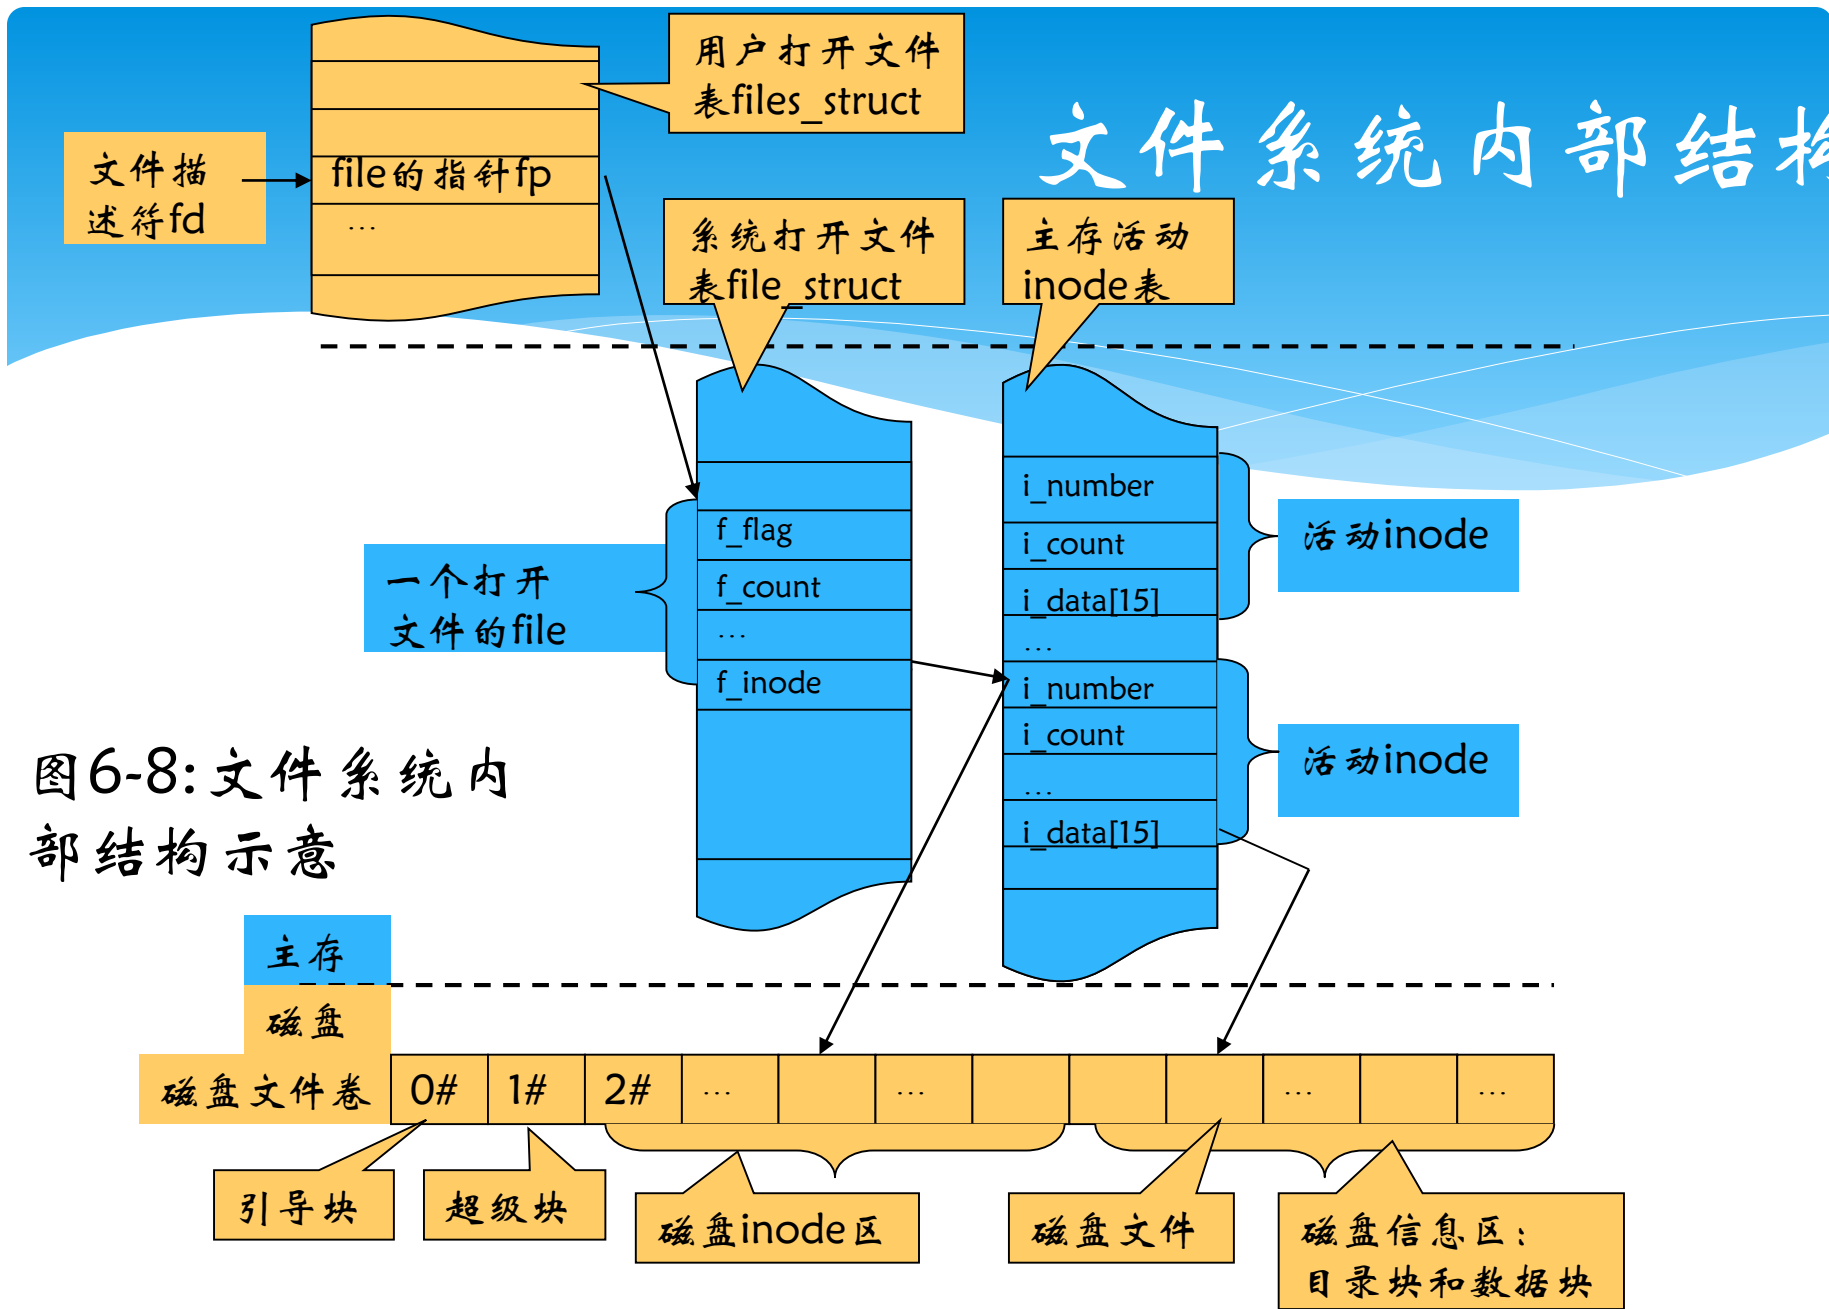 用户打开文件
表files_struct
文件系统内部结构
文件描
述符fd
file的指针fp
...
系统打开文件
表file_struct
主存活动
inode表
i_number
i_count
i_data[15]
...
i_number
i_count
...
i_data[15]
f_flag
f_count
...
f_inode
活动inode
活动inode
一个打开
文件的file
图6-8:文件系统内
部结构示意
主存
磁盘
磁盘文件卷
0#
1#
2#
...
...
...
...
引导块
超级块
磁盘inode区
磁盘文件
磁盘信息区：
目录块和数据块